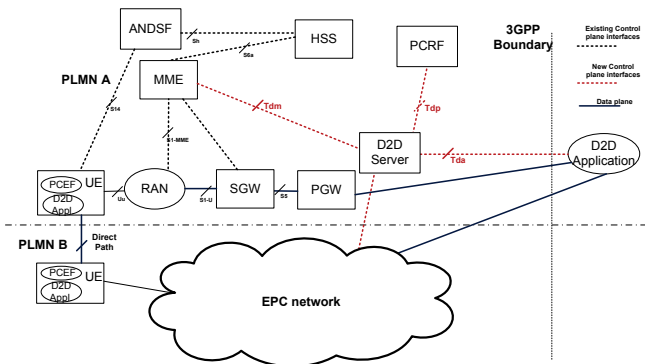 ANDSF
Sh
HSS
S6a
PCRF
3GPP
Boundary
Existing Control
plane interfaces
New Control
plane interfaces
Data plane
PLMN A
MME
S14
S1-MME
Tdm
Tdp
D2D
Server
Tda
D2D
Application
PCEF
UE
D2D
Appl
Uu
RAN
S1-U
SGW
S5
PGW
PLMN B
Direct
Path
PCEF
UE
D2D
Appl
EPC network